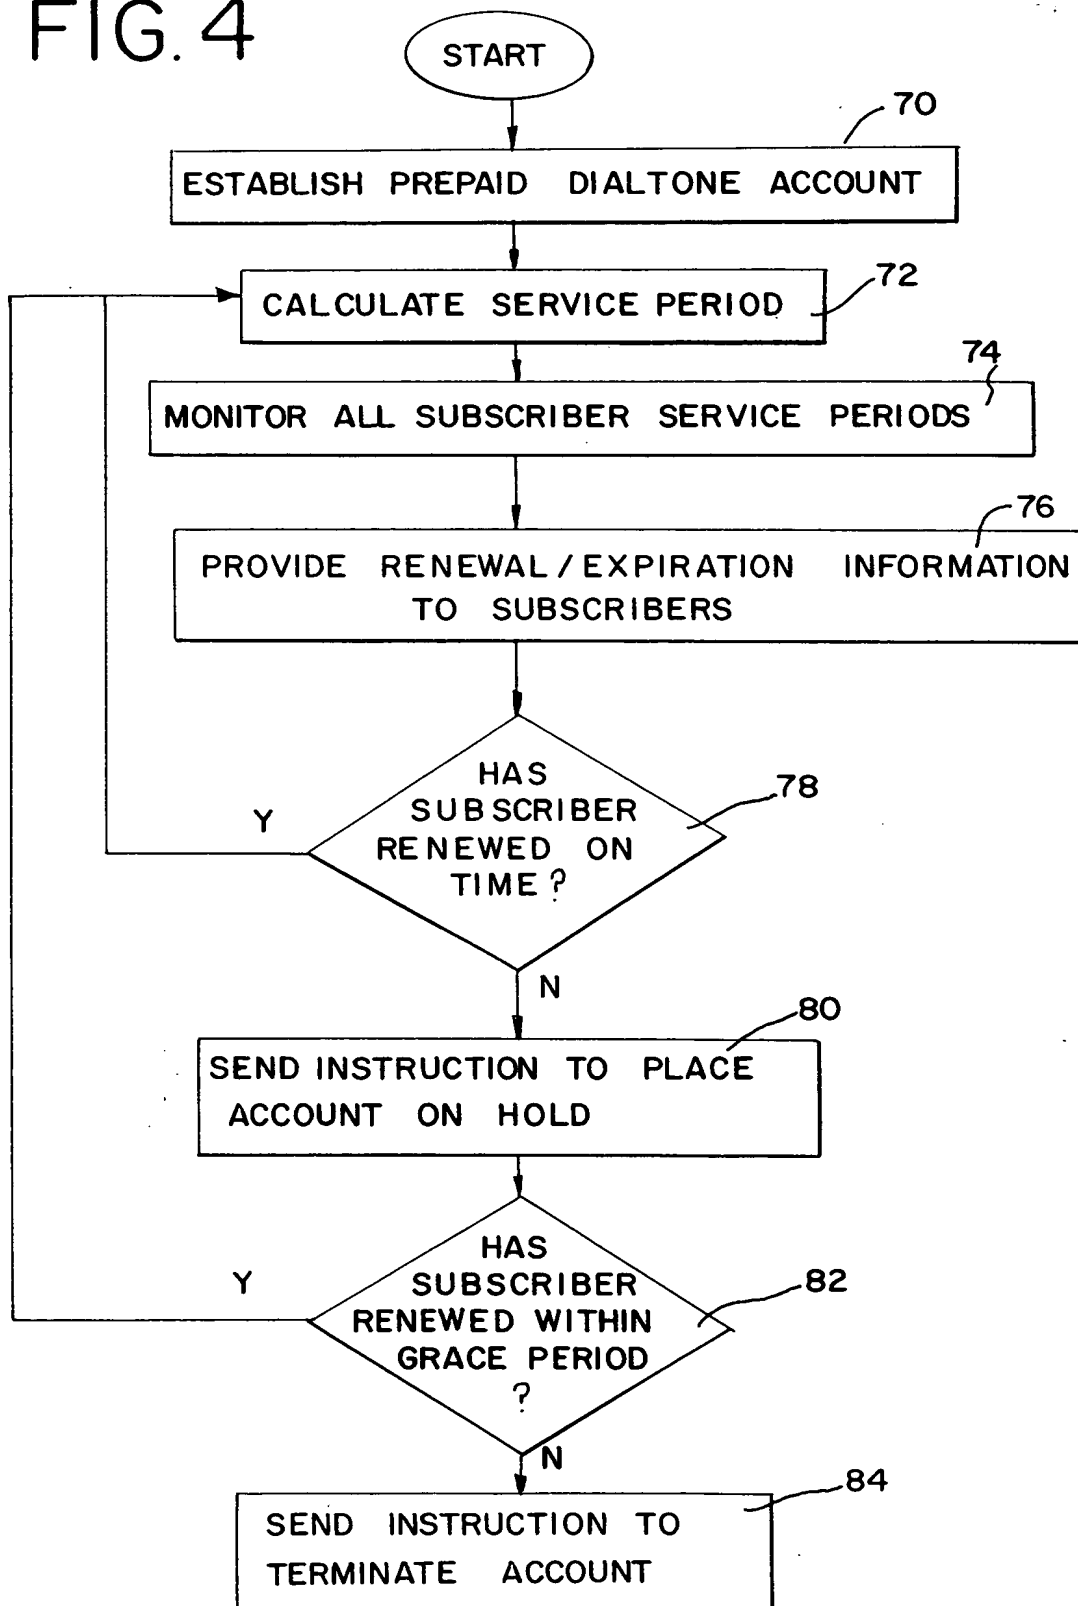 FIG. 4
START
70
ESTABLISH PREPAID DIALTONE ACCOUNT
72
CALCULATE SERVICE PERIOD
74
MONITOR ALL SUBSCRIBER SERVICE PERIODS
76
PROVIDE RENEWAL/EXPIRATION INFORMATION
TO SUBSCRIBERS
HAS
SUBSCRIBER
RENEWED ON
TIME?
78
Y
N
80
SEND INSTRUCTION TO PLACE
ACCOUNT ON HOLD
HAS
SUBSCRIBER
RENEWED WITHIN
GRACE PERIOD
?
82
Y
N
84
SEND INSTRUCTION TO
TERMINATE ACCOUNT